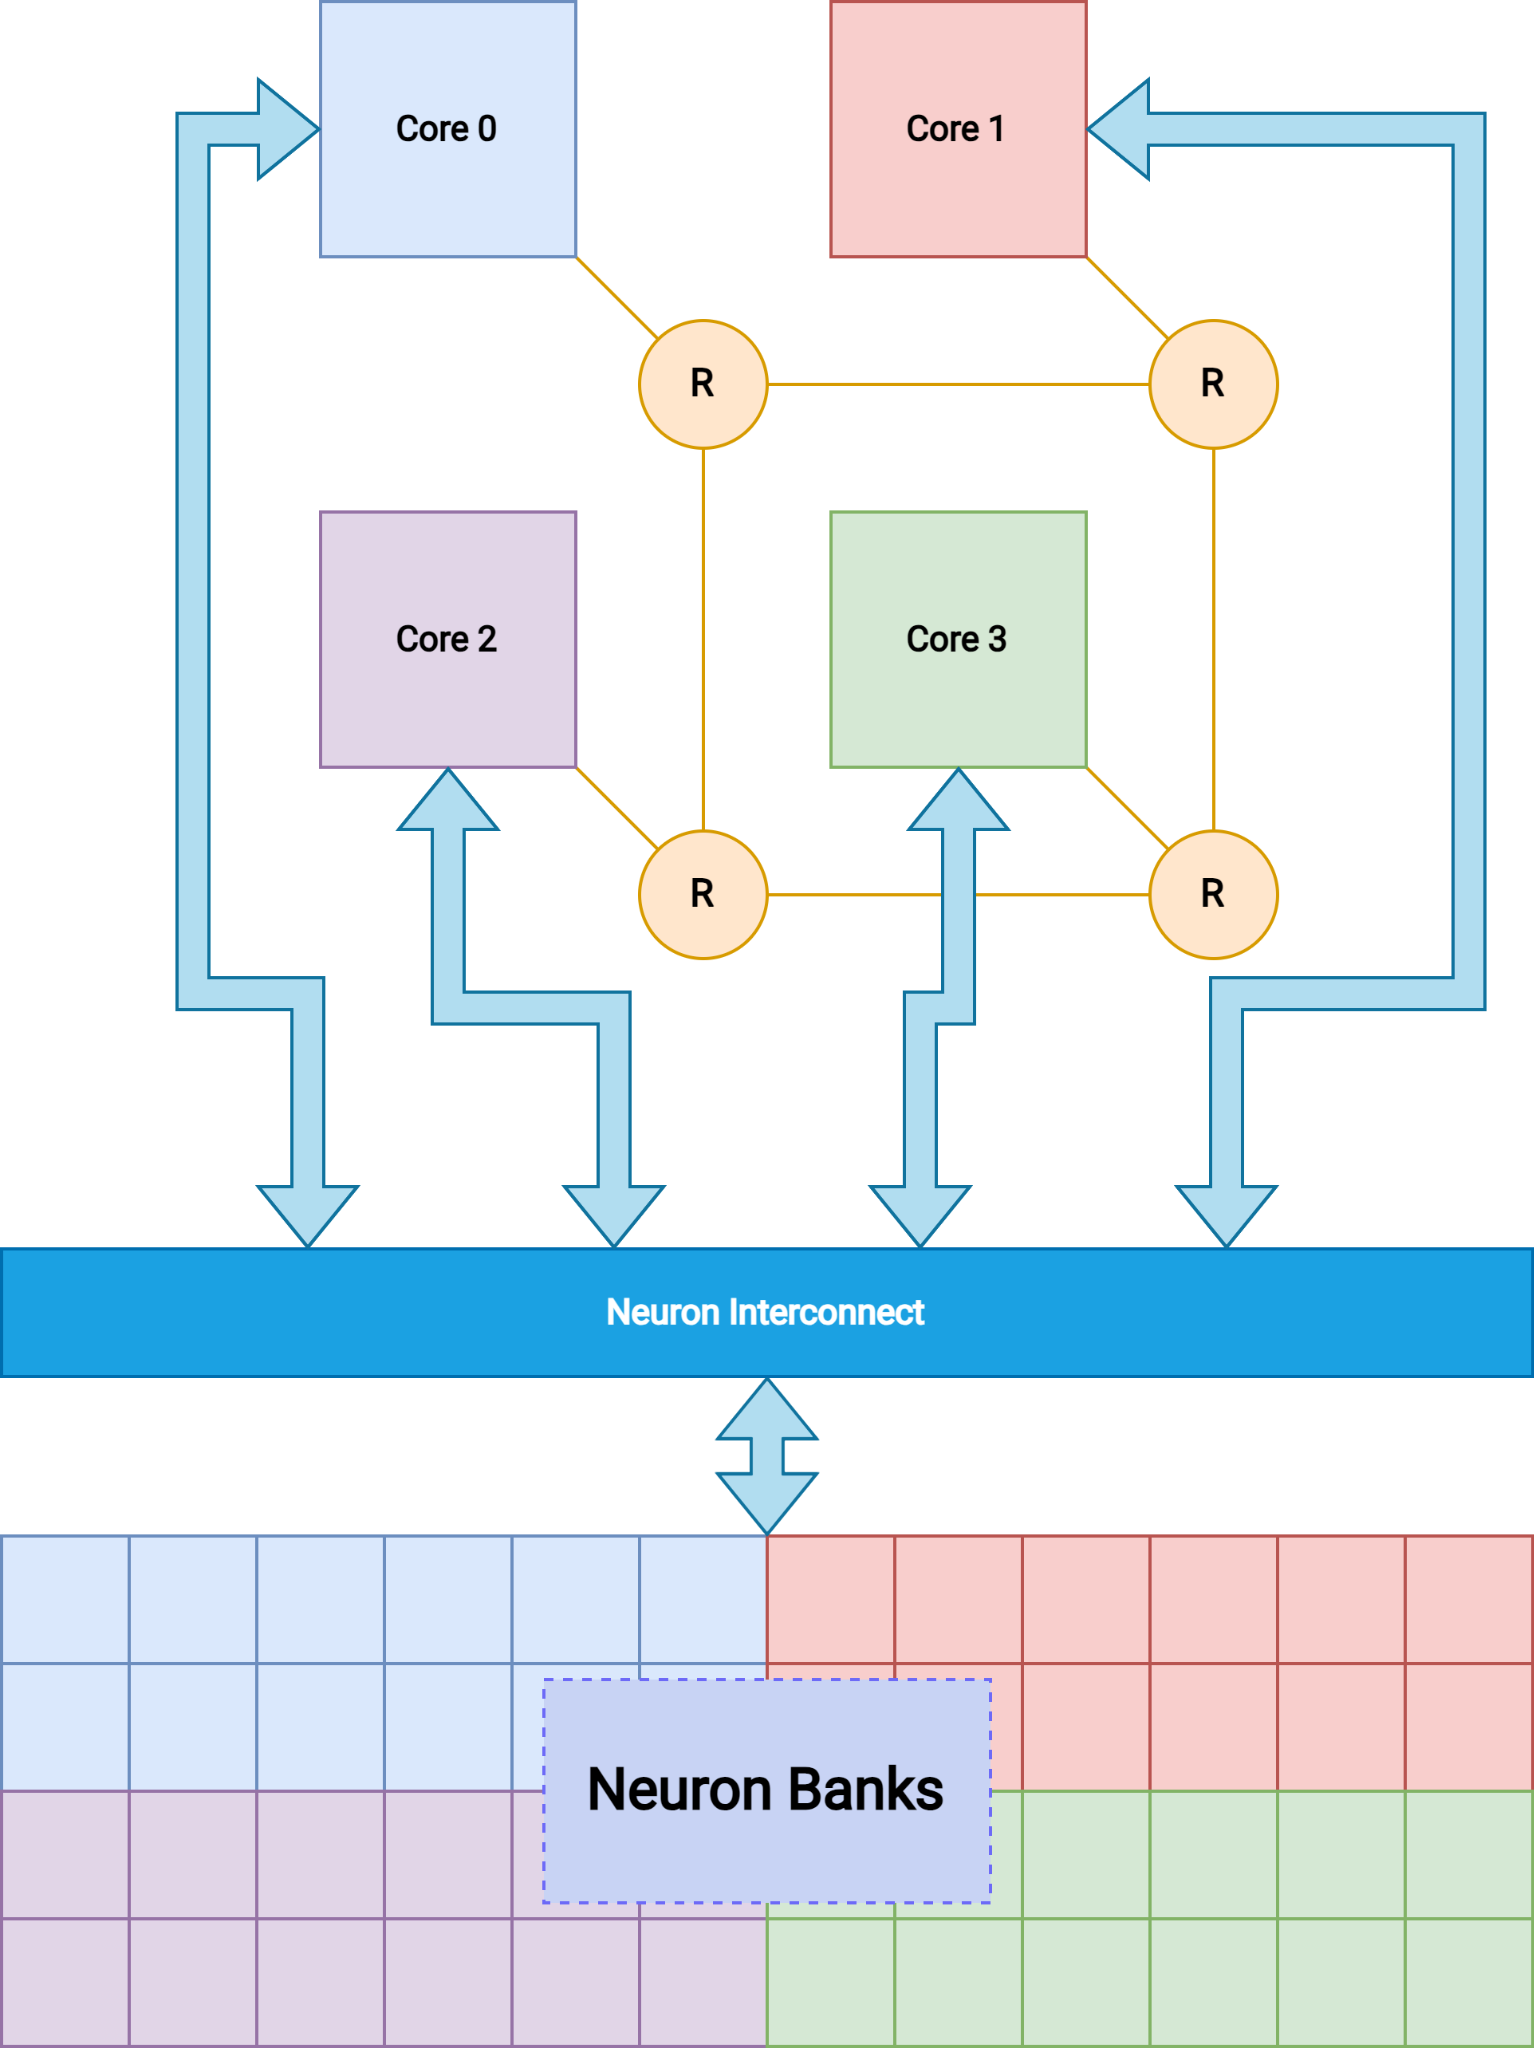 Core 0
Core 1
R
R
Core 2
Core 3
R
R
Neuron Interconnect
Neuron Banks